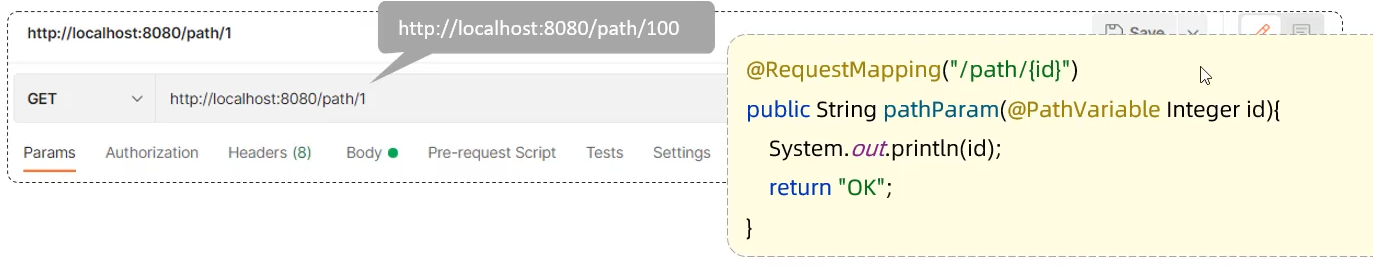 http://localhost:8080/path/1
http://localhost:8080/path/100
Save
GET
http://localhost:8080/path/1
Params
Authorization
Headers (8)
Body
Pre-request Script
Tests
Settings
@RequestMapping("/path/{id}")
public String pathParam(@PathVariable Integer id){
System.out.println(id);
return "OK";
}